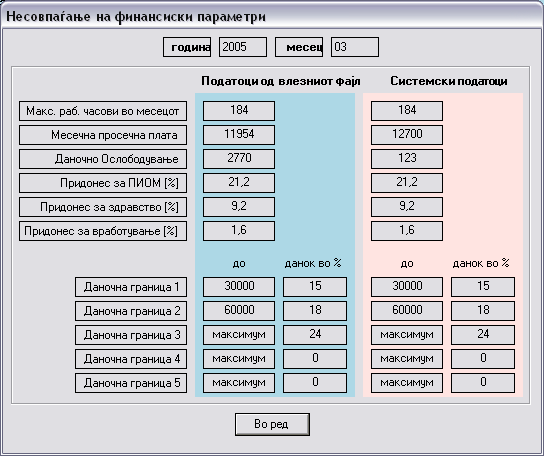 Несовпаѓање на финансиски параметри
година 2005 месец 03
Податоци од влезниот фајл Системски податоци
Макс. раб. часови во месецот 184 184
Месечна просечна плата 11954 12700
Даночно Ослободување 2770 123
Придонес за ПИОМ [%] 21,2 21,2
Придонес за здравство [%] 9,2 9,2
Придонес за вработување [%] 1,6 1,6
до данок во % до данок во %
Даночна граница 1 30000 15 30000 15
Даночна граница 2 60000 18 60000 18
Даночна граница 3 максимум 24 максимум 24
Даночна граница 4 максимум 0 максимум 0
Даночна граница 5 максимум 0 максимум 0
Во ред